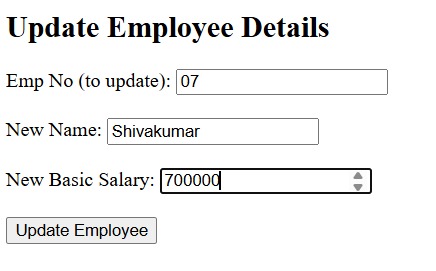 Update Employee Details
Emp No (to update): 07
New Name: Shivakumar
New Basic Salary: 700000
Update Employee